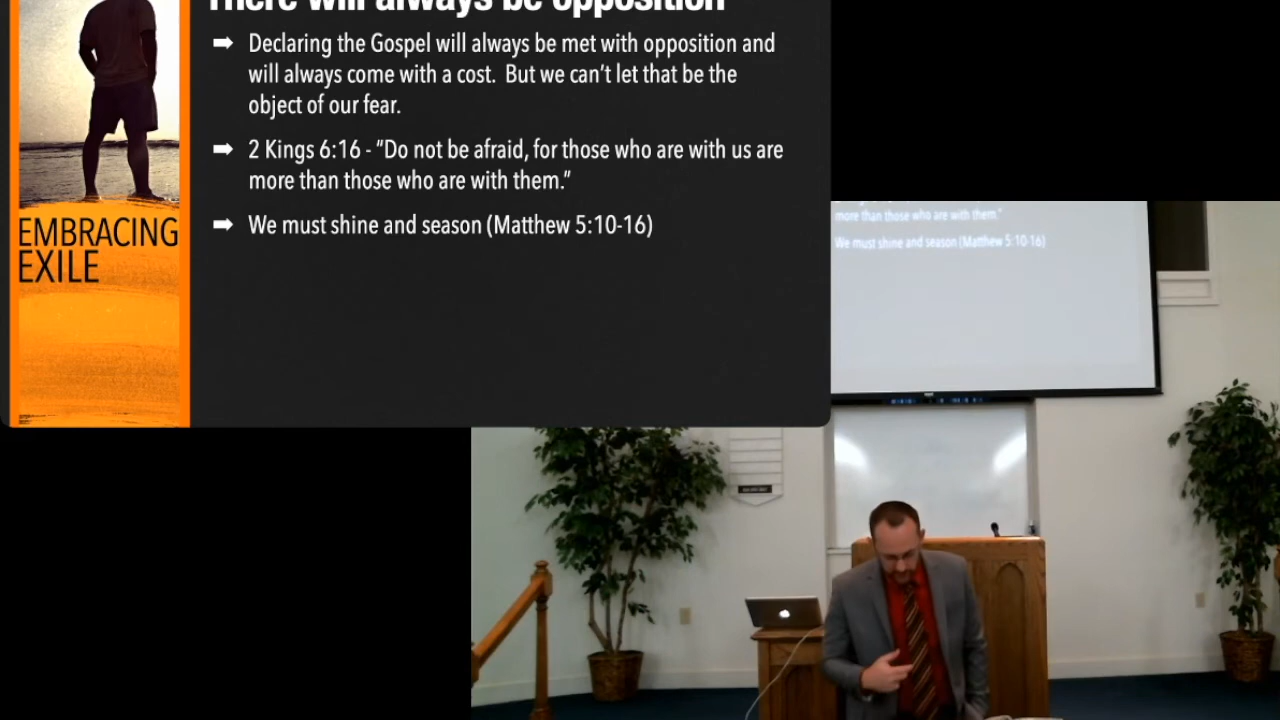 There will always be opposition
➡ Declaring the Gospel will always be met with opposition and
will always come with a cost.  But we can't let that be the
object of our fear.
➡ 2 Kings 6:16 - "Do not be afraid, for those who are with us are
more than those who are with them."
➡ We must shine and season (Matthew 5:10-16)
EMBRACING
EXILE
more than those who are with them."
We must shine and season (Matthew 5:10-16)